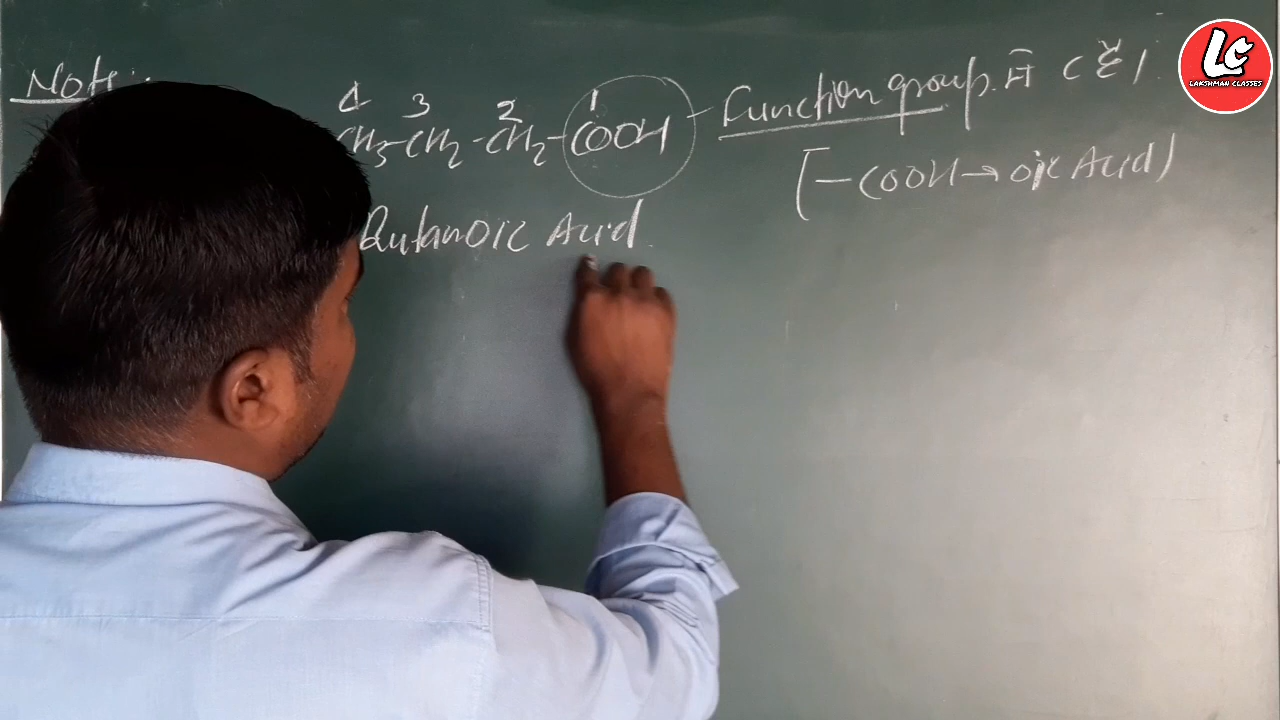 Note:-
4 3 2 1
CH3-CH2-CH2-COOH - Function group. में C है।
[-COOH→oic Acid)
Butanoic Acid.
LC
LAKSHMAN CLASSES